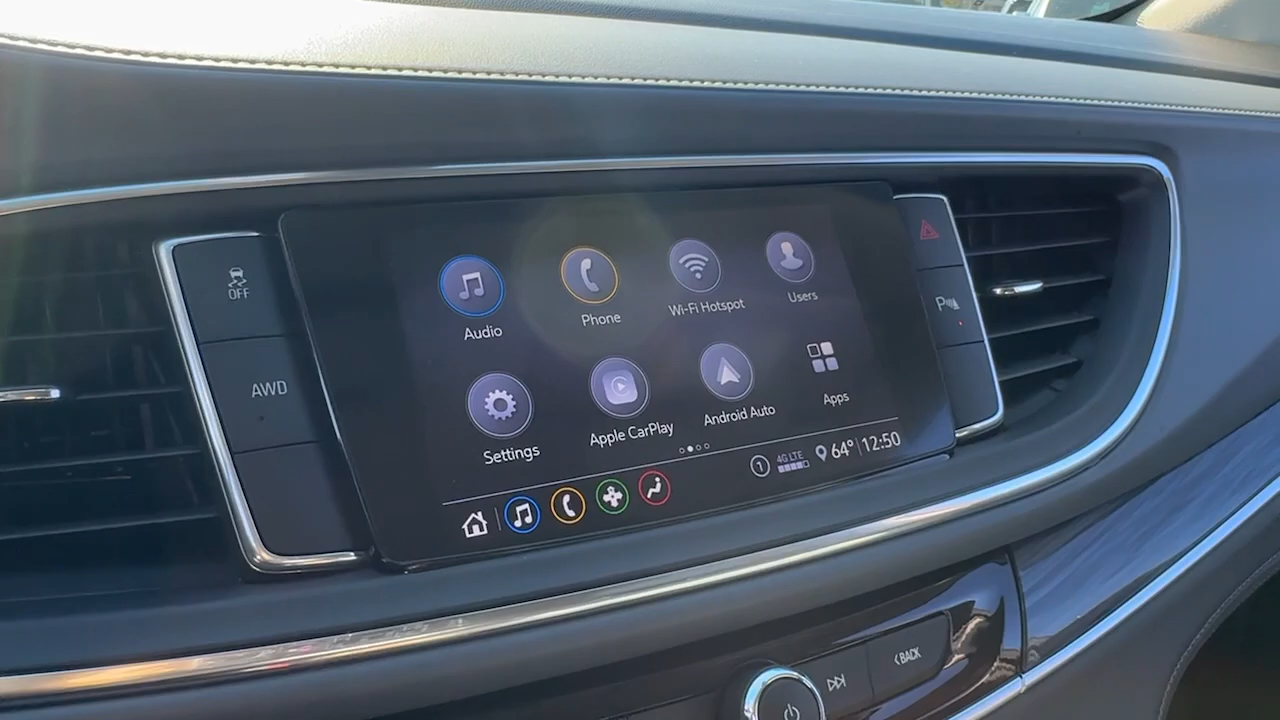 OFF
AWD
Audio
Phone
Wi-Fi Hotspot
Users
Settings
Apple CarPlay
Android Auto
Apps
1
4G LTE
64° 12:50
P
BACK